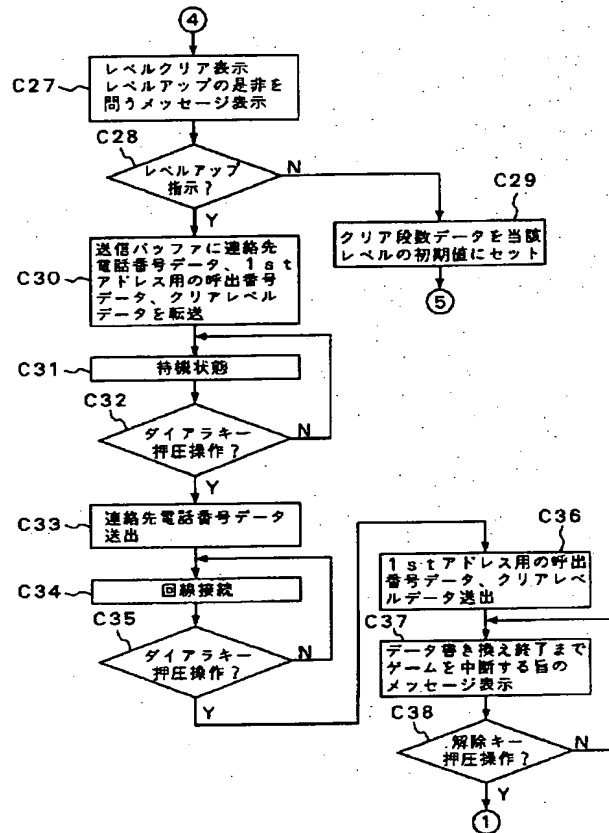 ④
C27
レベルクリア表示
レベルアップの是非を
問うメッセージ表示
C28
レベルアップ
指示?
N
Y
C29
クリア段数データを当該
レベルの初期値にセット
⑤
C30
送信バッファに連絡先
電話番号データ、1st
アドレス用の呼出番号
データ、クリアレベル
データを転送
C31
待機状態
C32
ダイアラキー
押圧操作?
N
Y
C33
連絡先電話番号データ
送出
C34
回線接続
C35
ダイアラキー
押圧操作?
N
Y
C36
1stアドレス用の呼出
番号データ、クリアレベ
ルデータ送出
C37
データ書き換え終了まで
ゲームを中断する旨の
メッセージ表示
C38
解除キー
押圧操作?
N
Y
①